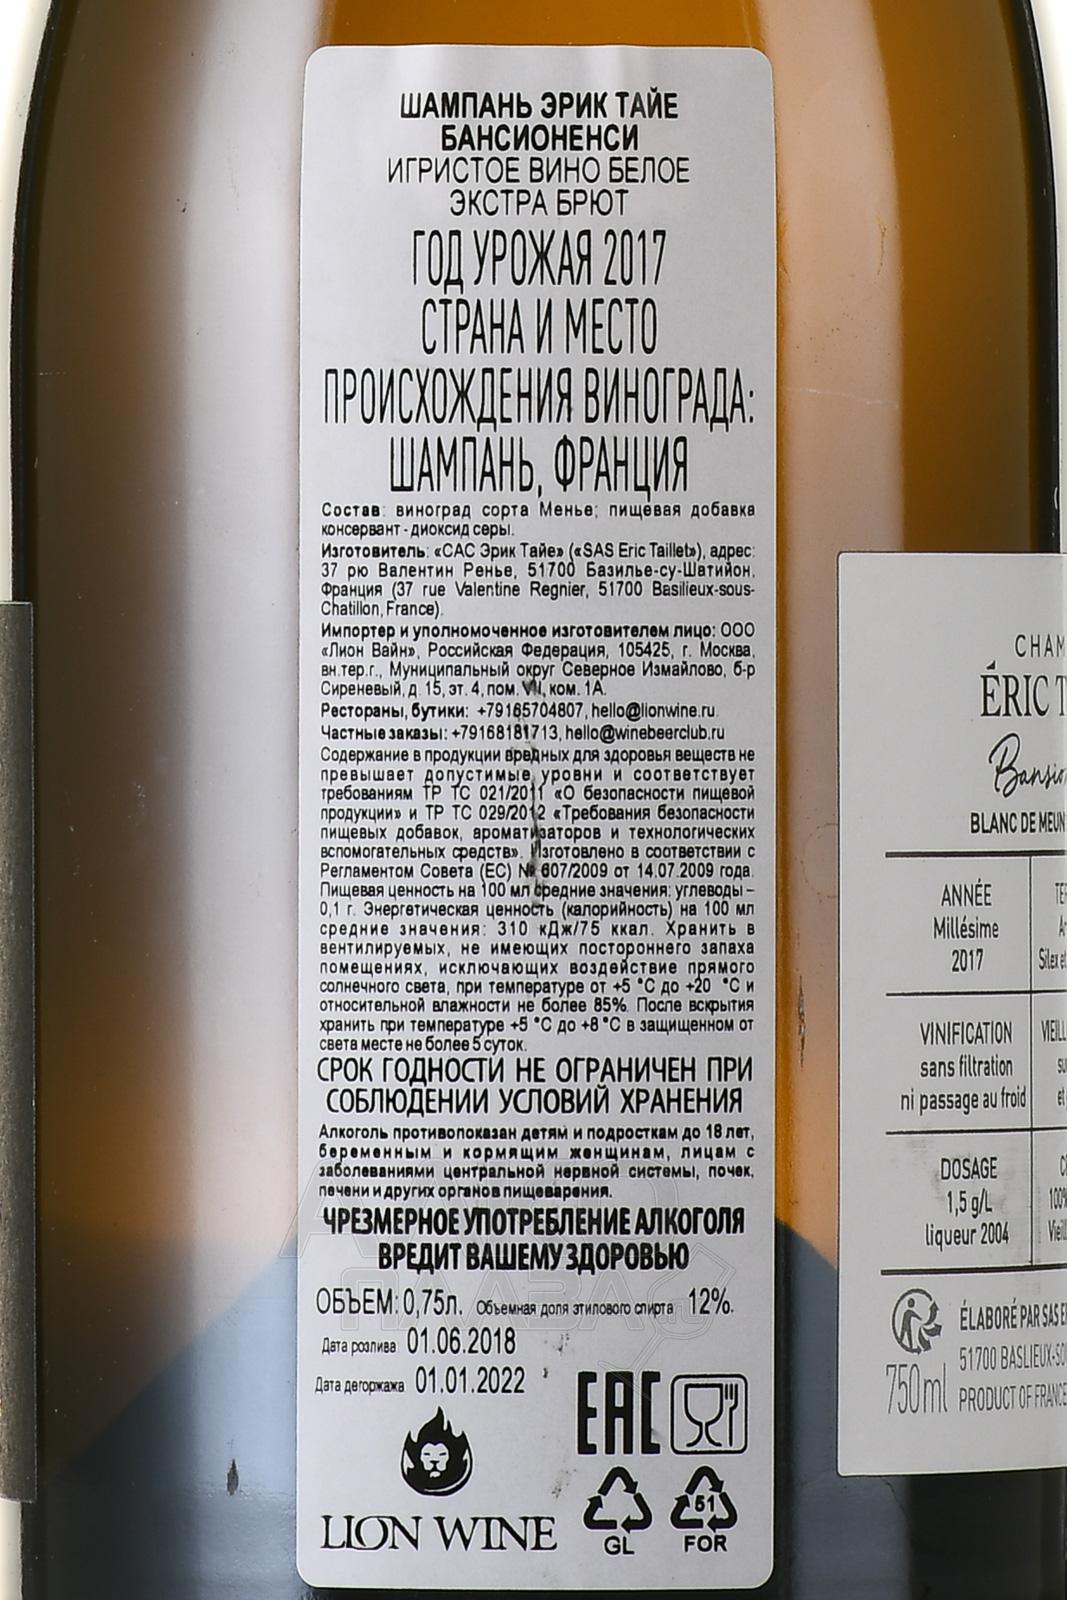 ШАМПАНЬ ЭРИК ТАЙЕ
БАНСИОНЕНСИ
ИГРИСТОЕ ВИНО БЕЛОЕ
ЭКСТРА БРЮТ
ГОД УРОЖАЯ 2017
СТРАНА И МЕСТО
ПРОИСХОЖДЕНИЯ ВИНОГРАДА:
ШАМПАНЬ, ФРАНЦИЯ
Состав: виноград сорта Менье; пищевая добавка
консервант - диоксид серы.
Изготовитель: «САС Эрик Тайе» («SAS Eric Taillet»), адрес:
37 рю Валентин Ренье, 51700 Базилье-су-Шатийон,
Франция (37 rue Valentine Regnier, 51700 Basilieux-sous-
Chatillon, France).
Импортер и уполномоченное изготовителем лицо: ООО
«Лион Вайн», Российская Федерация, 105425, г. Москва,
вн.тер.г., Муниципальный округ Северное Измайлово, б-р
Сиреневый, д. 15, эт. 4, пом. VII, ком. 1А.
Рестораны, бутики: +79165704807, hello@lionwine.ru.
Частные заказы: +79168181713, hello@winebeerclub.ru
Содержание в продукции вредных для здоровья веществ не
превышает допустимые уровни и соответствует
требованиям ТР ТС 021/2011 «О безопасности пищевой
продукции» и ТР ТС 029/2012 «Требования безопасности
пищевых добавок, ароматизаторов и технологических
вспомогательных средств». Изготовлено в соответствии с
Регламентом Совета (ЕС) № 607/2009 от 14.07.2009 года.
Пищевая ценность на 100 мл средние значения: углеводы –
0,1 г. Энергетическая ценность (калорийность) на 100 мл
средние значения: 310 кДж/75 ккал. Хранить в
вентилируемых, не имеющих постороннего запаха
помещениях, исключающих воздействие прямого
солнечного света, при температуре от +5 °C до +20 °C и
относительной влажности не более 85%. После вскрытия
хранить при температуре +5 °C до +8 °C в защищенном от
света месте не более 5 суток.
СРОК ГОДНОСТИ НЕ ОГРАНИЧЕН ПРИ
СОБЛЮДЕНИИ УСЛОВИЙ ХРАНЕНИЯ
Алкоголь противопоказан детям и подросткам до 18 лет,
беременным и кормящим женщинам, лицам с
заболеваниями центральной нервной системы, почек,
печени и других органов пищеварения.
ЧРЕЗМЕРНОЕ УПОТРЕБЛЕНИЕ АЛКОГОЛЯ
ВРЕДИТ ВАШЕМУ ЗДОРОВЬЮ
ОБЪЕМ: 0,75л. Объемная доля этилового спирта 12%.
Дата розлива 01.06.2018
Дата дегоржажа 01.01.2022
EAC
LION WINE
GL
51
FOR
CHAM
ÉRIC T
Bansio
BLANC DE MEUN
ANNÉE
Millésime
2017
Silex et
VINIFICATION
sans filtration
ni passage au froid
VIEILL
su
et
DOSAGE
1,5 g/L
liqueur 2004
100%
Vieill
ÉLABORÉ PAR SAS E
51700 BASLIEUX-SO
750ml PRODUCT OF FRANCE